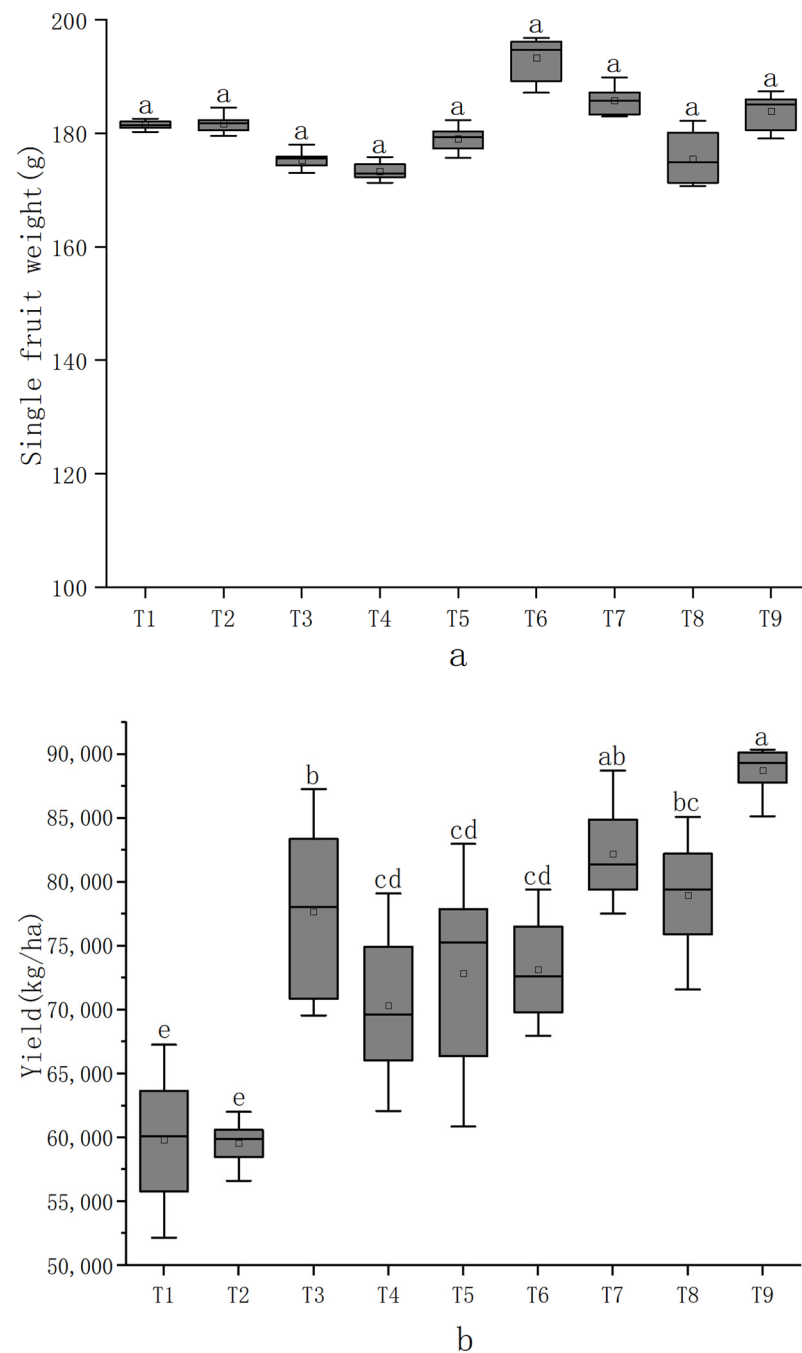 200
180
160
140
120
100
Single fruit weight(g)
a a a a a a a a a
T1 T2 T3 T4 T5 T6 T7 T8 T9
a
90,000
85,000
80,000
75,000
70,000
65,000
60,000
55,000
50,000
Yield(kg/ha)
e e b cd cd cd ab bc a
T1 T2 T3 T4 T5 T6 T7 T8 T9
b